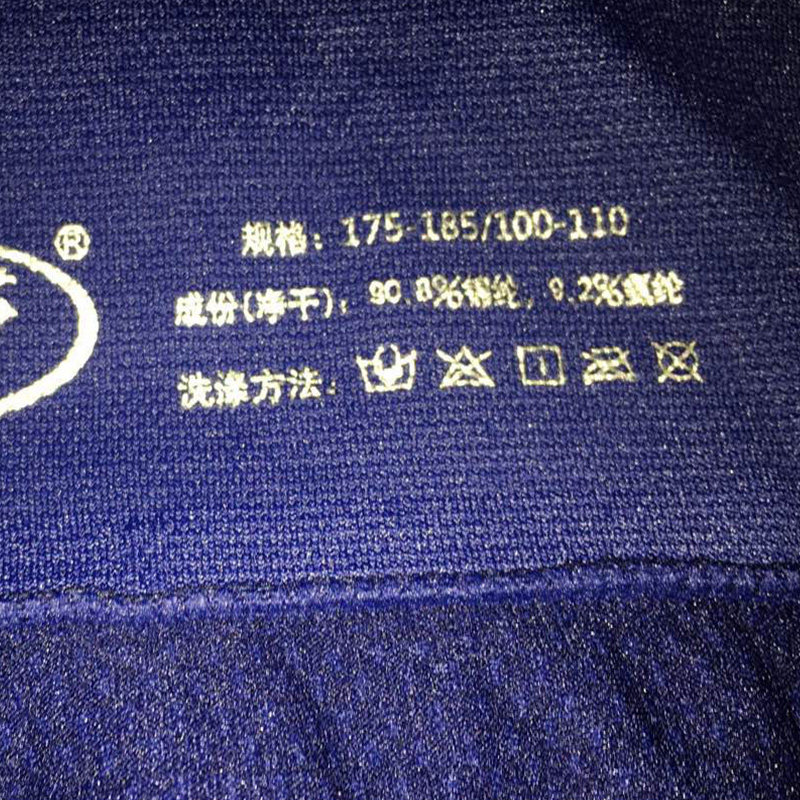 ®
规格：175-185/100-110
成份(净干)：90.8%锦纶，9.2%氨纶
洗涤方法：